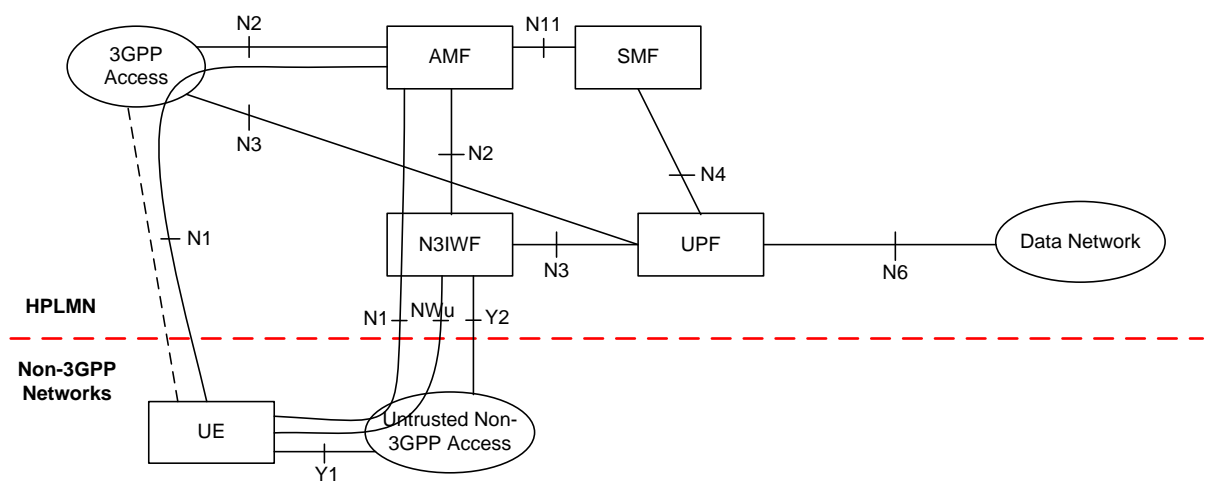 N2
N11
3GPP
Access
AMF
SMF
N3
N2
N4
N1
N3IWF
UPF
Data Network
N3
N6
HPLMN
N1
NWu
Y2
Non-3GPP
Networks
UE
Untrusted Non-
3GPP Access
Y1